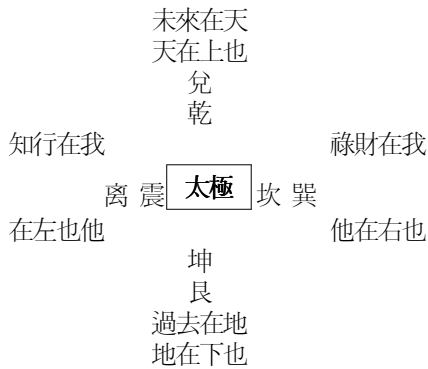 未來在天
天在上也
兌
乾
知行在我 祿財在我
离 震 太極 坎 巽
在左也他 他在右也
坤
艮
過去在地
地在下也